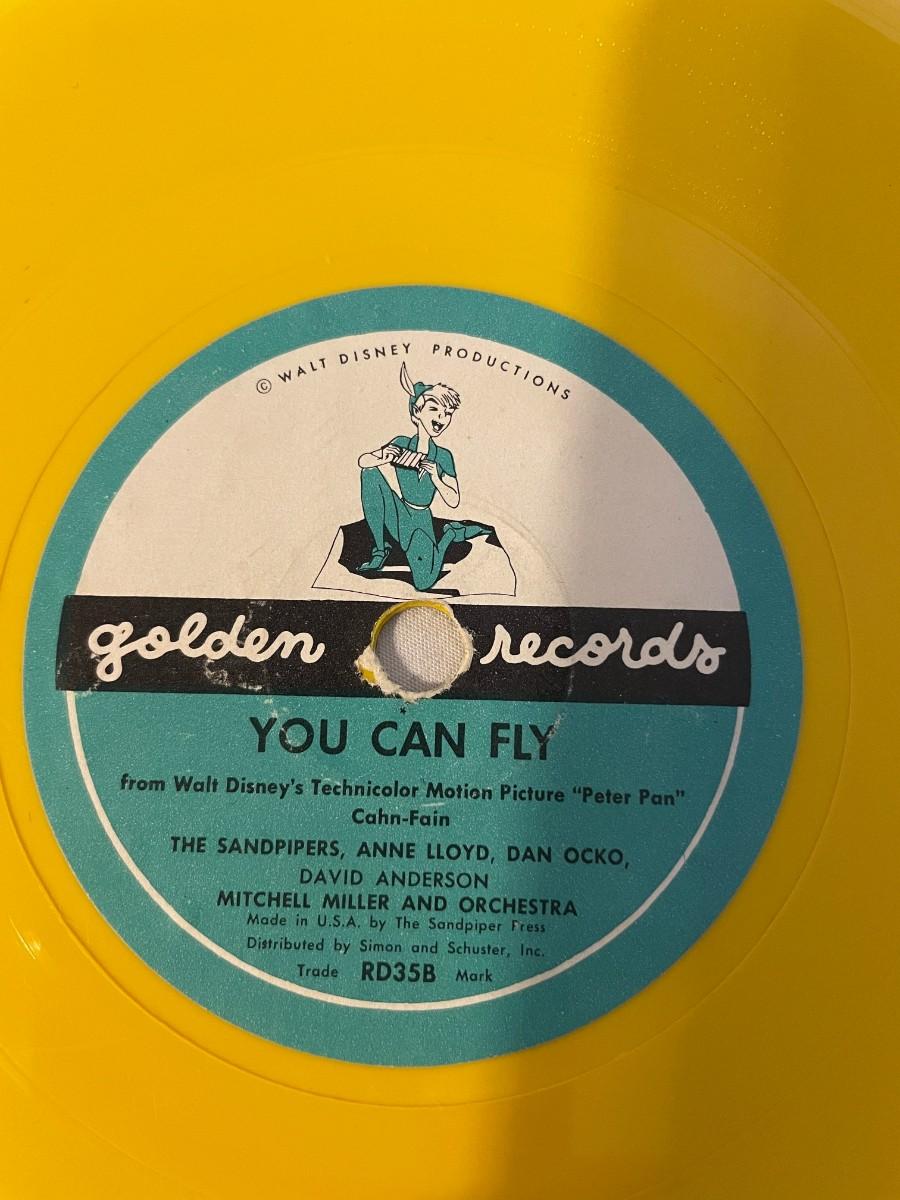 © WALT DISNEY PRODUCTIONS
golden records
YOU CAN FLY
from Walt Disney's Technicolor Motion Picture "Peter Pan"
Cahn-Fain
THE SANDPIPERS, ANNE LLOYD, DAN OCKO,
DAVID ANDERSON
MITCHELL MILLER AND ORCHESTRA
Made in U.S.A. by The Sandpiper Press
Distributed by Simon and Schuster, Inc.
Trade RD35B Mark